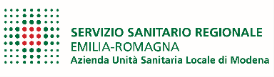 SERVIZIO SANITARIO REGIONALE
EMILIA-ROMAGNA
Azienda Unità Sanitaria Locale di Modena